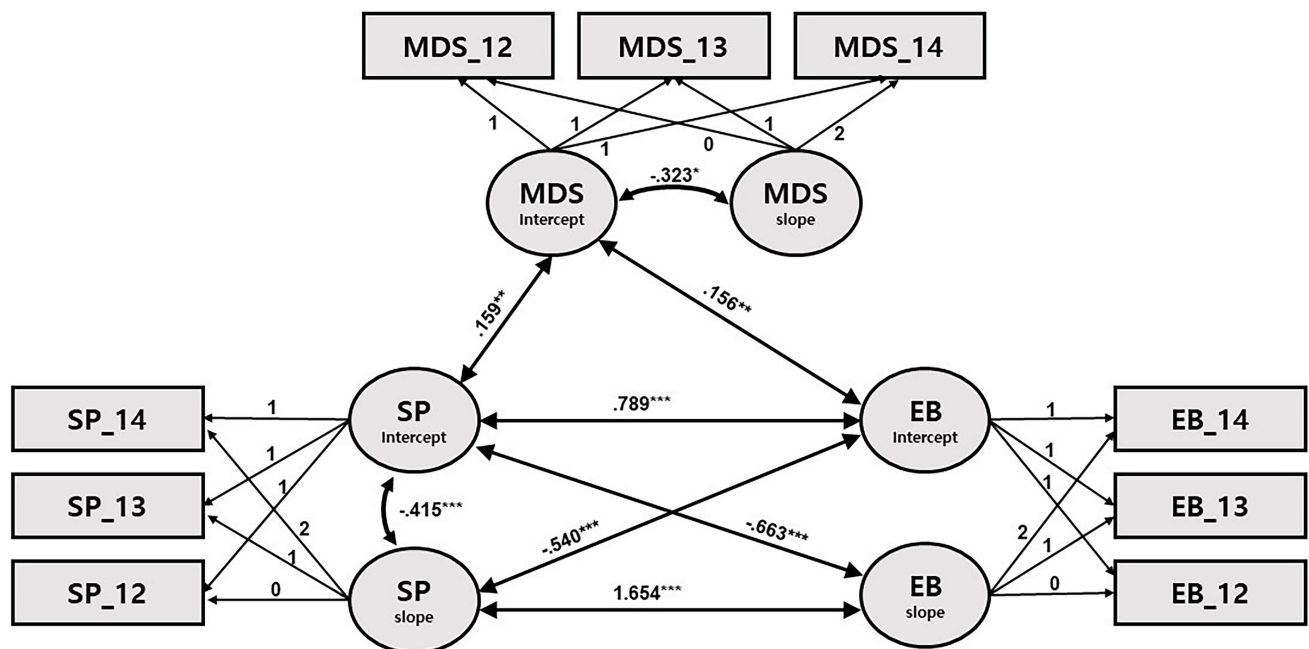 MDS_12
MDS_13
MDS_14
1
1
1
0
1
2
MDS
Intercept
-.323*
MDS
slope
.159**
.156**
SP_14
SP_13
SP_12
1
1
1
2
1
0
SP
Intercept
-.415***
SP
slope
.789***
-.540***
-.663***
1.654***
EB
Intercept
EB
slope
1
1
1
2
1
0
EB_14
EB_13
EB_12